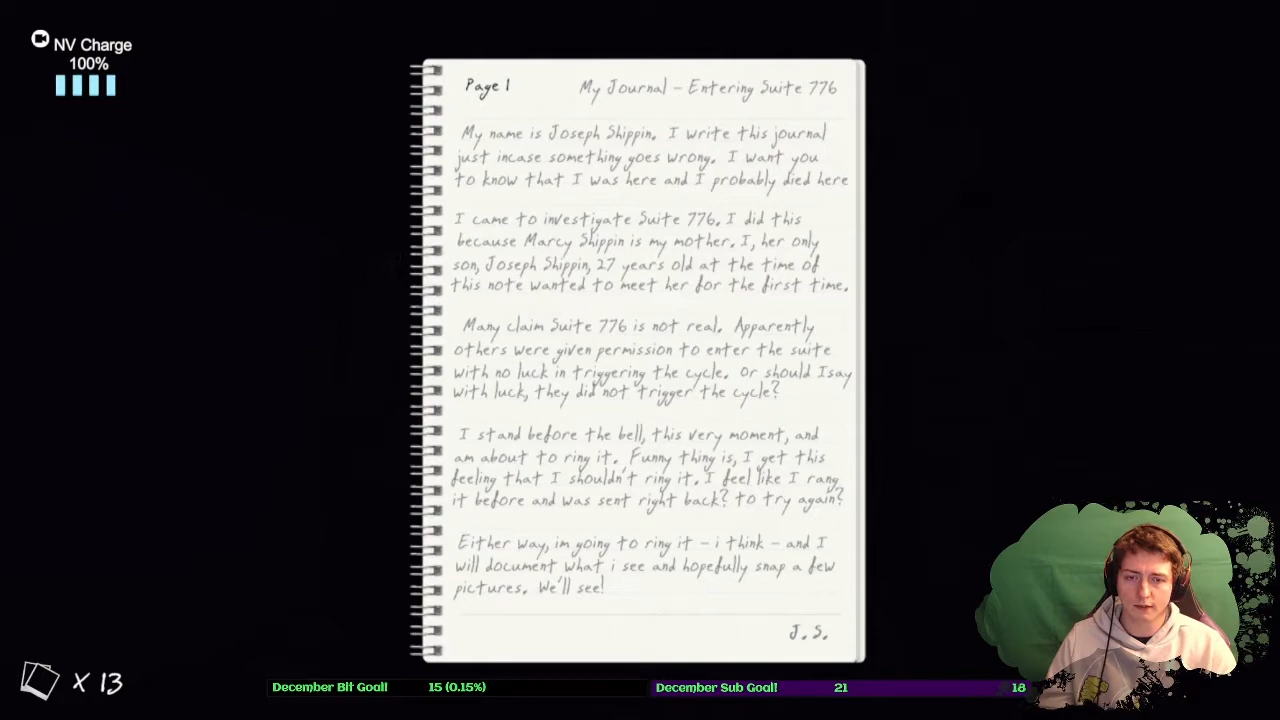 NV Charge
100%
Page 1
My Journal - Entering Suite 776
My name is Joseph Shippin. I write this journal
just incase something goes wrong. I want you
to know that I was here and I probably died here
I came to investigate Suite 776. I did this
because Marcy Shippin is my mother. I, her only
son, Joseph Shippin, 27 years old at the time of
this note wanted to meet her for the first time.
Many claim Suite 776 is not real. Apparently
others were given permission to enter the suite
with no luck in triggering the cycle. Or should I say
with luck, they did not trigger the cycle?
I stand before the bell, this very moment, and
am about to ring it. Funny thing is, I get this
feeling that I shouldn't ring it. I feel like I rang
it before and was sent right back? to try again?
Either way, im going to ring it - i think - and I
will document what i see and hopefully snap a few
pictures. We'll see!
J.S.
X 13
December Bit Goal! 15 (0.15%)
December Sub Goal! 21 18